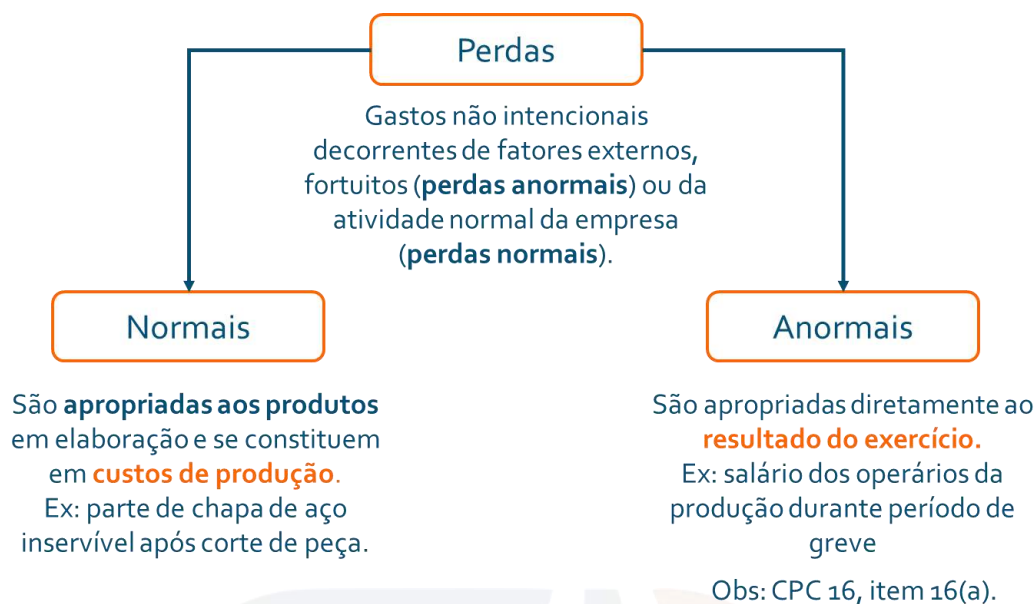 Perdas
Gastos não intencionais
decorrentes de fatores externos,
fortuitos (perdas anormais) ou da
atividade normal da empresa
(perdas normais).
Normais
São apropriadas aos produtos
em elaboração e se constituem
em custos de produção.
Ex: parte de chapa de aço
inservível após corte de peça.
Anormais
São apropriadas diretamente ao
resultado do exercício.
Ex: salário dos operários da
produção durante período de
greve
Obs: CPC 16, item 16(a).